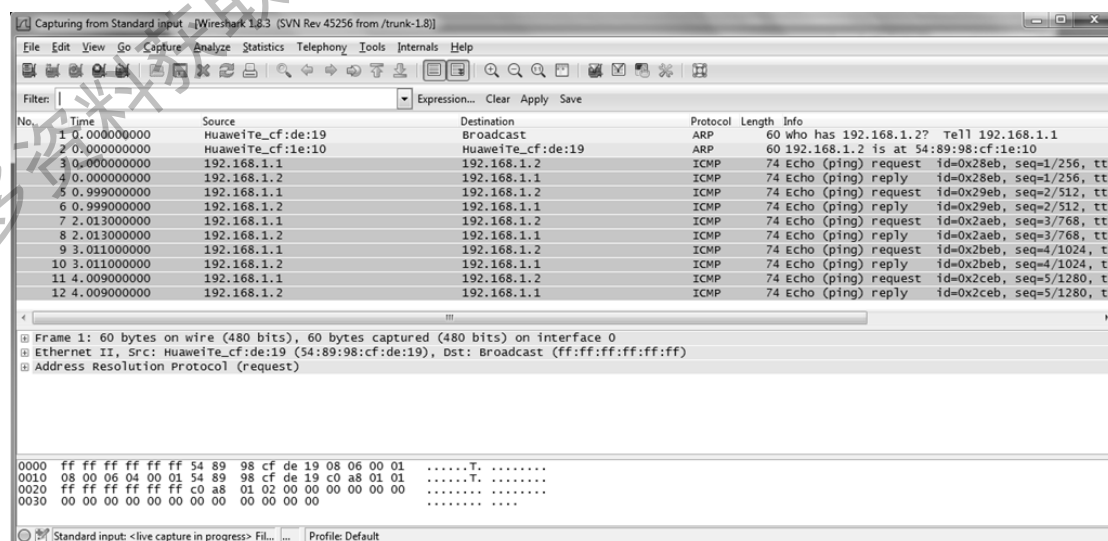 Capturing from Standard input [Wireshark 1.8.3 (SVN Rev 45256 from /trunk-1.8)]
File Edit View Go Capture Analyze Statistics Telephony Tools Internals Help
Filter: Expression... Clear Apply Save
No. Time Source Destination Protocol Length Info
1 0.000000000 HuaweiTe_cf:de:19 Broadcast ARP 60 Who has 192.168.1.2? Tell 192.168.1.1
2 0.000000000 HuaweiTe_cf:1e:10 HuaweiTe_cf:de:19 ARP 60 192.168.1.2 is at 54:89:98:cf:1e:10
3 0.000000000 192.168.1.1 192.168.1.2 ICMP 74 Echo (ping) request id=0x28eb, seq=1/256, tt
4 0.000000000 192.168.1.2 192.168.1.1 ICMP 74 Echo (ping) reply id=0x28eb, seq=1/256, tt
5 0.999000000 192.168.1.1 192.168.1.2 ICMP 74 Echo (ping) request id=0x29eb, seq=2/512, tt
6 0.999000000 192.168.1.2 192.168.1.1 ICMP 74 Echo (ping) reply id=0x29eb, seq=2/512, tt
7 2.013000000 192.168.1.1 192.168.1.2 ICMP 74 Echo (ping) request id=0x2aeb, seq=3/768, tt
8 2.013000000 192.168.1.2 192.168.1.1 ICMP 74 Echo (ping) reply id=0x2aeb, seq=3/768, tt
9 3.011000000 192.168.1.1 192.168.1.2 ICMP 74 Echo (ping) request id=0x2beb, seq=4/1024, t
10 3.011000000 192.168.1.2 192.168.1.1 ICMP 74 Echo (ping) reply id=0x2beb, seq=4/1024, t
11 4.009000000 192.168.1.1 192.168.1.2 ICMP 74 Echo (ping) request id=0x2ceb, seq=5/1280, t
12 4.009000000 192.168.1.2 192.168.1.1 ICMP 74 Echo (ping) reply id=0x2ceb, seq=5/1280, t
Frame 1: 60 bytes on wire (480 bits), 60 bytes captured (480 bits) on interface 0
Ethernet II, Src: HuaweiTe_cf:de:19 (54:89:98:cf:de:19), Dst: Broadcast (ff:ff:ff:ff:ff:ff)
Address Resolution Protocol (request)
0000 ff ff ff ff ff ff 54 89 98 cf de 19 08 06 00 01 ......T. ........
0010 08 00 06 04 00 01 54 89 98 cf de 19 c0 a8 01 01 ......T. ........
0020 ff ff ff ff ff ff c0 a8 01 02 00 00 00 00 00 00 ........ ........
0030 00 00 00 00 00 00 00 00 00 00 00 00 ........ ....
Standard input: <live capture in progress> Fil... ... Profile: Default
多资料获取